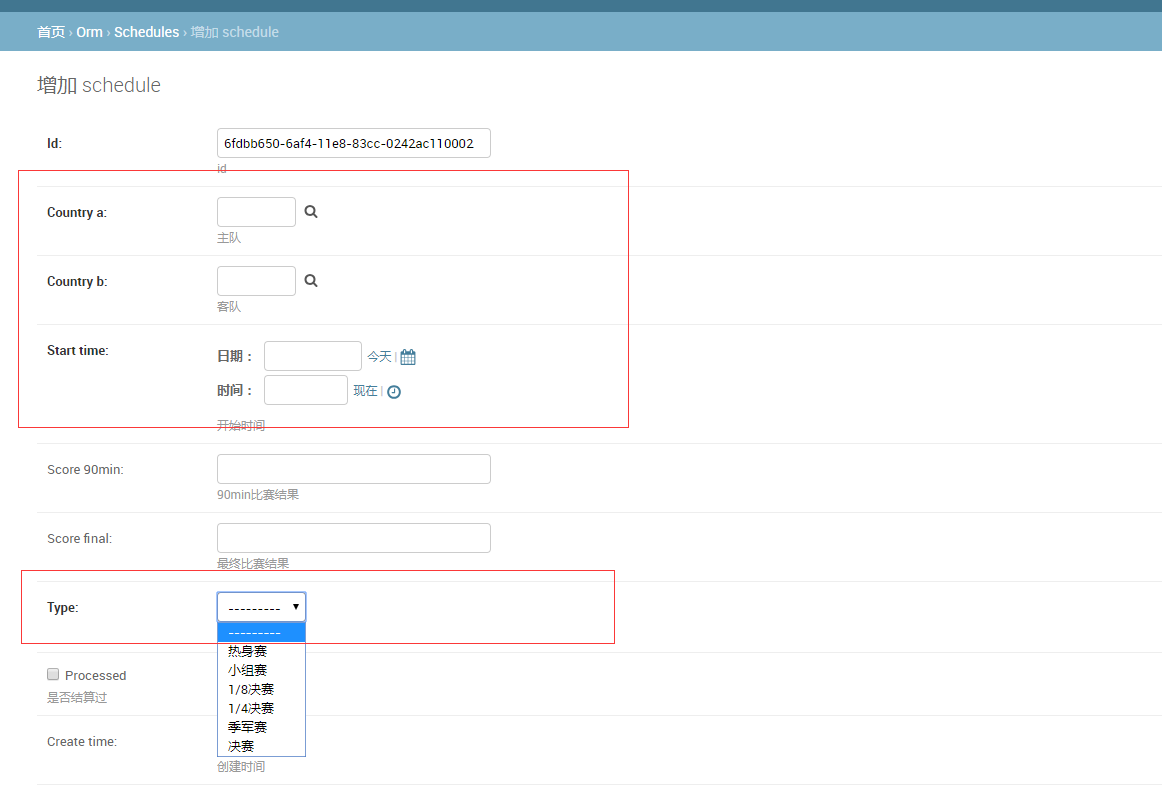 首页 › Orm › Schedules › 增加 schedule
增加 schedule
Id: 6fdbb650-6af4-11e8-83cc-0242ac110002
id
Country a:
主队
Country b:
客队
Start time: 日期： 今天 |
时间： 现在 |
开始时间
Score 90min:
90min比赛结果
Score final:
最终比赛结果
Type: ---------
---------
热身赛
小组赛
1/8决赛
1/4决赛
季军赛
决赛
Processed
是否结算过
Create time:
创建时间